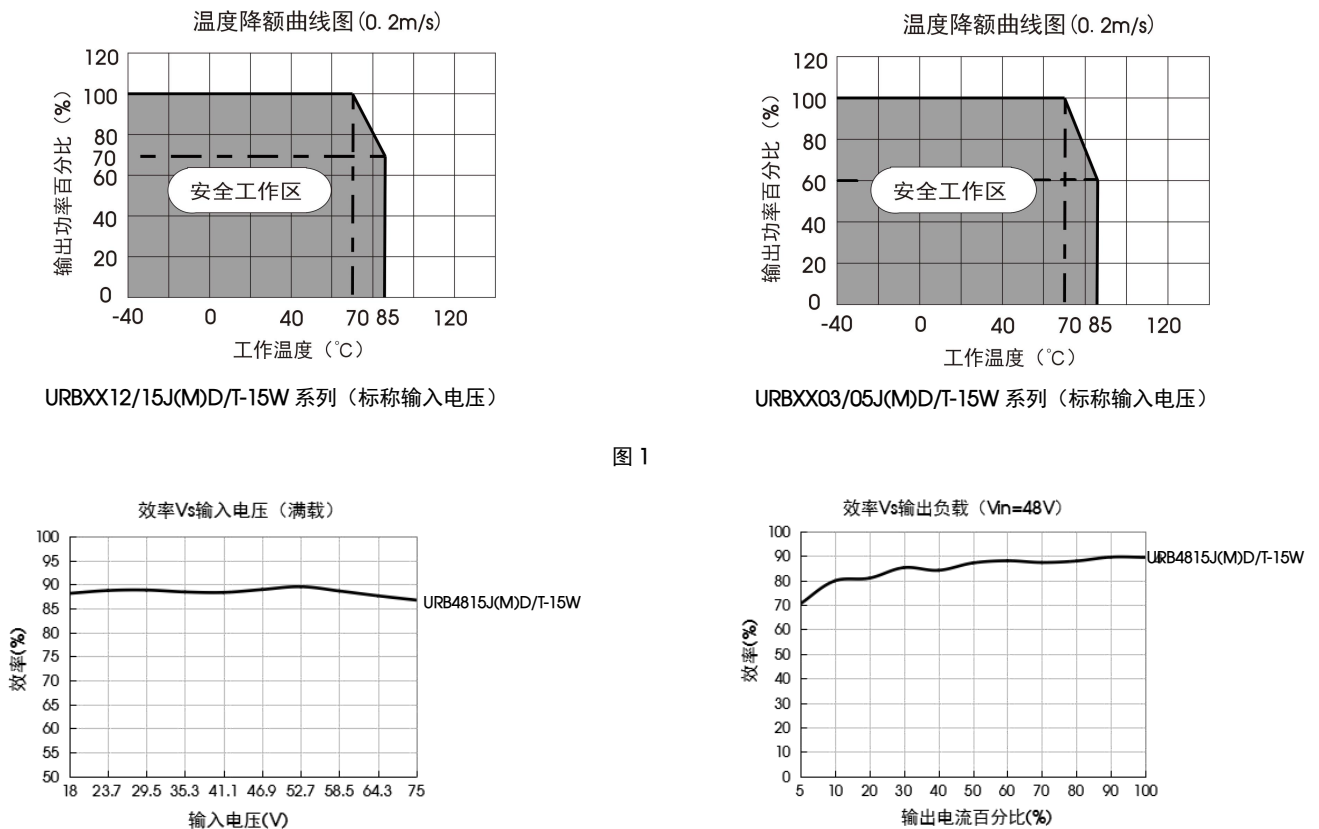 温度降额曲线图(0. 2m/s)
输出功率百分比（%）
120
100
80
70
60
40
20
0
安全工作区
-40 0 40 70 85 120
工作温度（℃）
URBXX12/15J(M)D/T-15W 系列（标称输入电压）
温度降额曲线图(0. 2m/s)
输出功率百分比（%）
120
100
80
60
40
20
0
安全工作区
-40 0 40 70 85 120
工作温度（℃）
URBXX03/05J(M)D/T-15W 系列（标称输入电压）
图 1
效率Vs输入电压（满载）
效率(%)
100
95
90
85
80
75
70
65
60
55
50
URB4815J(M)D/T-15W
18 23.7 29.5 35.3 41.1 46.9 52.7 58.5 64.3 75
输入电压(V)
效率Vs输出负载（Vin=48V）
效率(%)
100
90
80
70
60
50
40
30
20
10
0
URB4815J(M)D/T-15W
5 10 20 30 40 50 60 70 80 90 100
输出电流百分比(%)